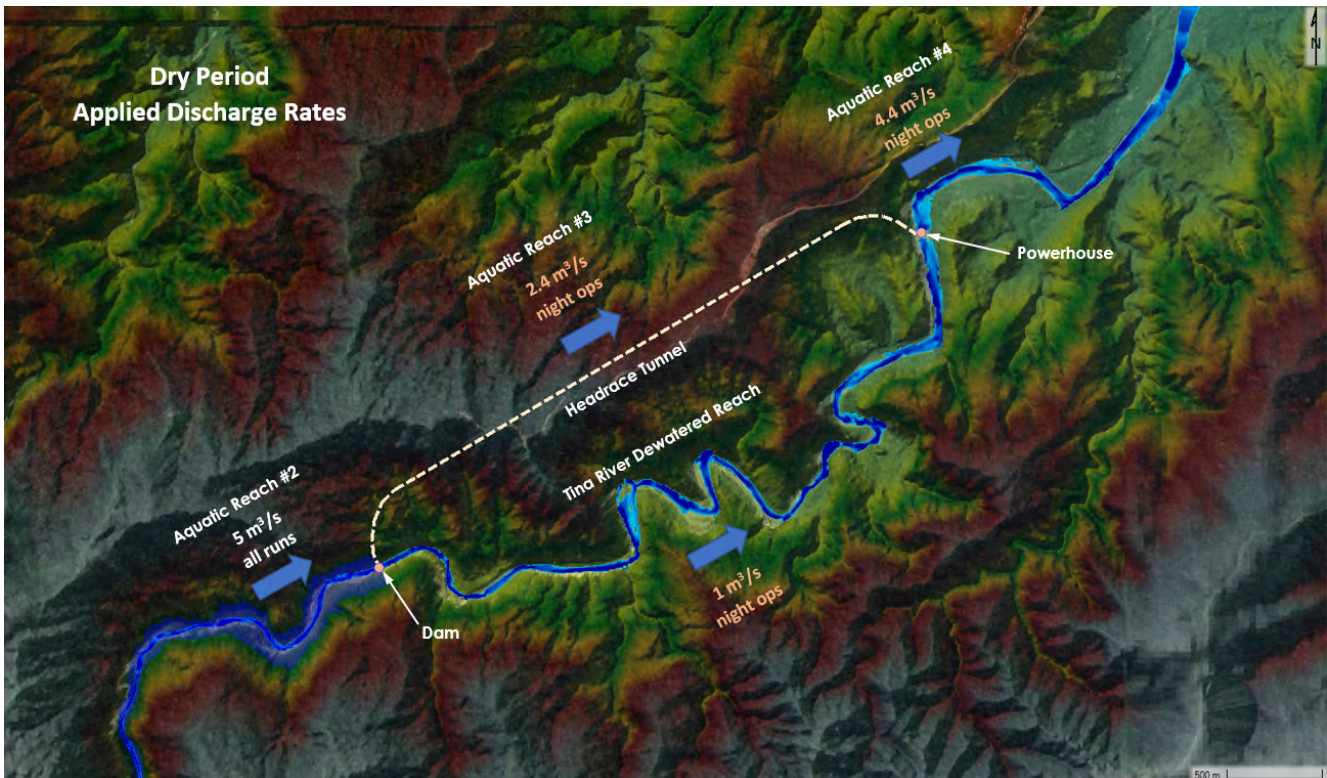 Dry Period
Applied Discharge Rates
N
Aquatic Reach #4
4.4 m³/s
night ops
Aquatic Reach #3
2.4 m³/s
night ops
Powerhouse
Headrace Tunnel
Tina River Dewatered Reach
Aquatic Reach #2
5 m³/s
all runs
1 m³/s
night ops
Dam
500 m